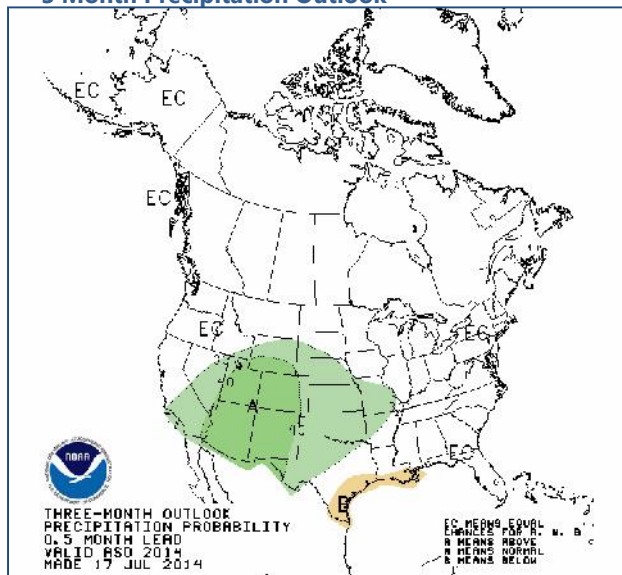 3 Month Precipitation Outlook
EC
EC
EC
EC
EC
A
40
EC
B
NOAA
THREE-MONTH OUTLOOK
PRECIPITATION PROBABILITY
0.5 MONTH LEAD
VALID ASO 2014
MADE 17 JUL 2014
EC MEANS EQUAL
CHANCES FOR A, N, B
A MEANS ABOVE
N MEANS NORMAL
B MEANS BELOW